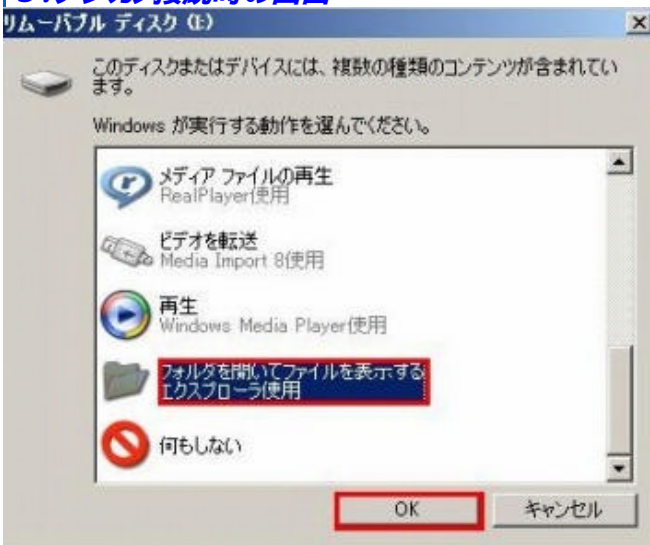 リムーバブル ディスク (I:)
このディスクまたはデバイスには、複数の種類のコンテンツが含まれてい
ます。
Windows が実行する動作を選んでください。
メディア ファイルの再生
RealPlayer使用
ビデオを転送
Media Import 8使用
再生
Windows Media Player使用
フォルダを開いてファイルを表示する
エクスプローラ使用
何もしない
OK
キャンセル